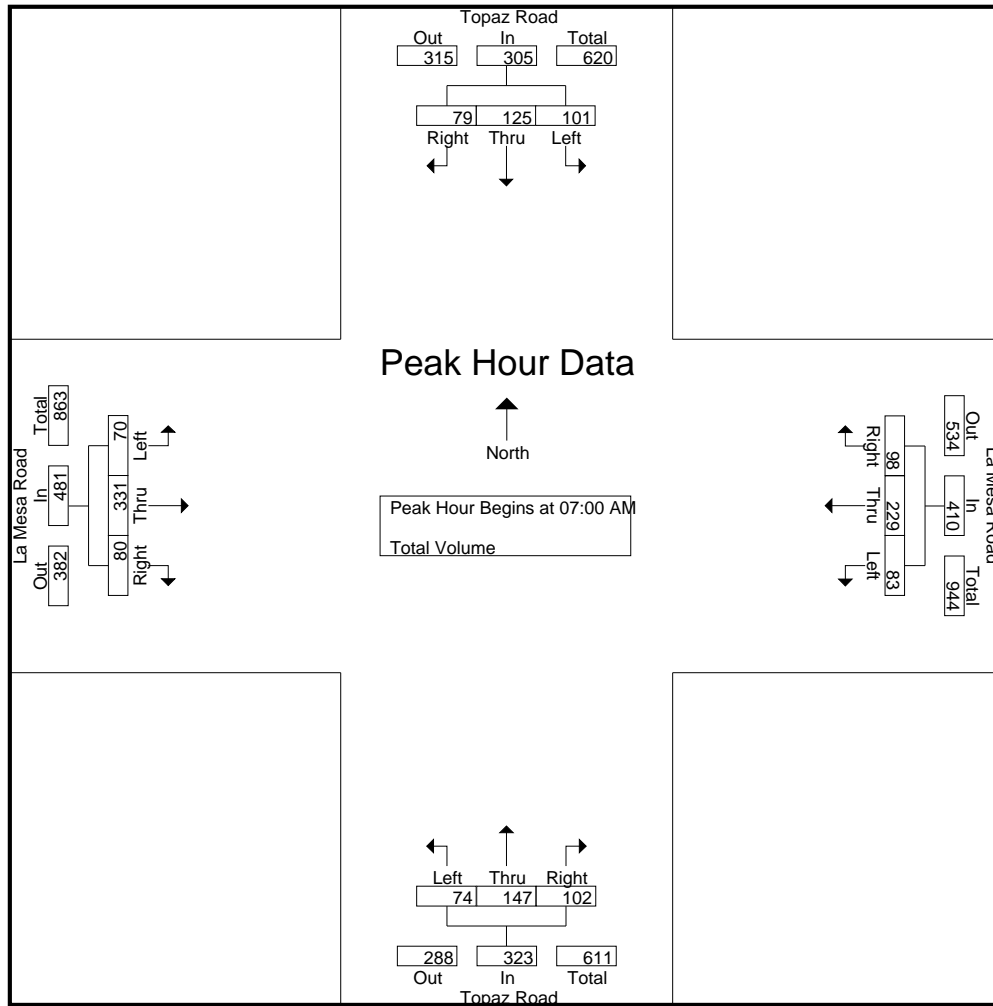 Topaz Road
Out In Total
315 305 620
79 125 101
Right Thru Left
Peak Hour Data
North
Peak Hour Begins at 07:00 AM
Total Volume
La Mesa Road
Total In Out
863 481 382
70 331 80
Left Thru Right
Right Thru Left
98 229 83
Out In Total
534 410 944
La Mesa Road
Left Thru Right
74 147 102
288 323 611
Out In Total
Topaz Road